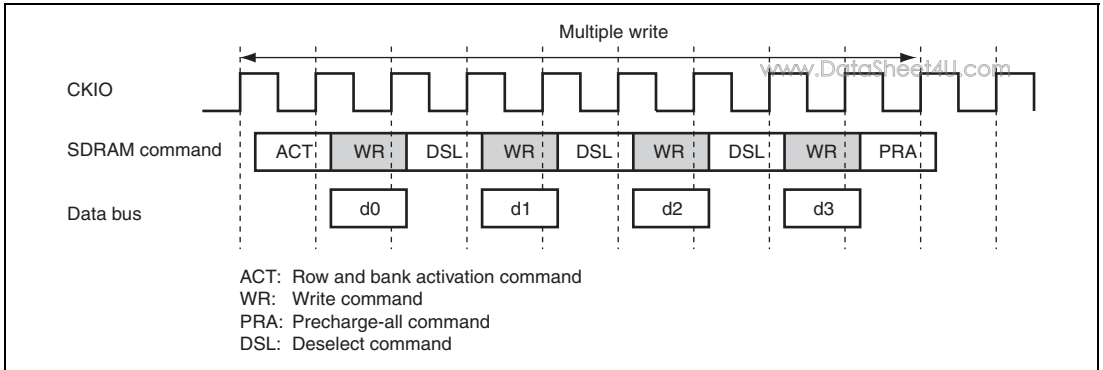 Multiple write
www.DataSheet4U.com
CKIO
SDRAM command ACT WR DSL WR DSL WR DSL WR PRA
Data bus d0 d1 d2 d3
ACT: Row and bank activation command
WR: Write command
PRA: Precharge-all command
DSL: Deselect command